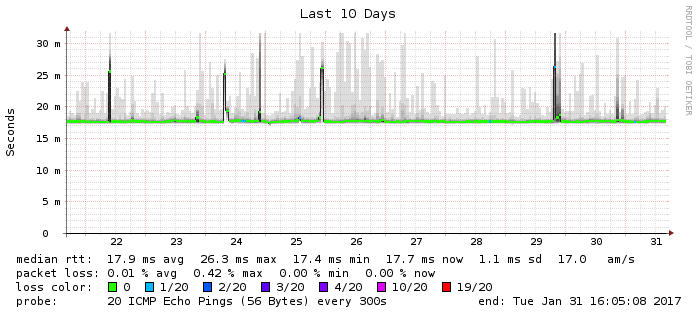 Last 10 Days
RRDTOOL / TOBI OETIKER
Seconds
30 m
25 m
20 m
15 m
10 m
5 m
0
22 23 24 25 26 27 28 29 30 31
median rtt: 17.9 ms avg 26.3 ms max 17.4 ms min 17.7 ms now 1.1 ms sd 17.0 am/s
packet loss: 0.01 % avg 0.42 % max 0.00 % min 0.00 % now
loss color: 0 1/20 2/20 3/20 4/20 10/20 19/20
probe: 20 ICMP Echo Pings (56 Bytes) every 300s end: Tue Jan 31 16:05:08 2017